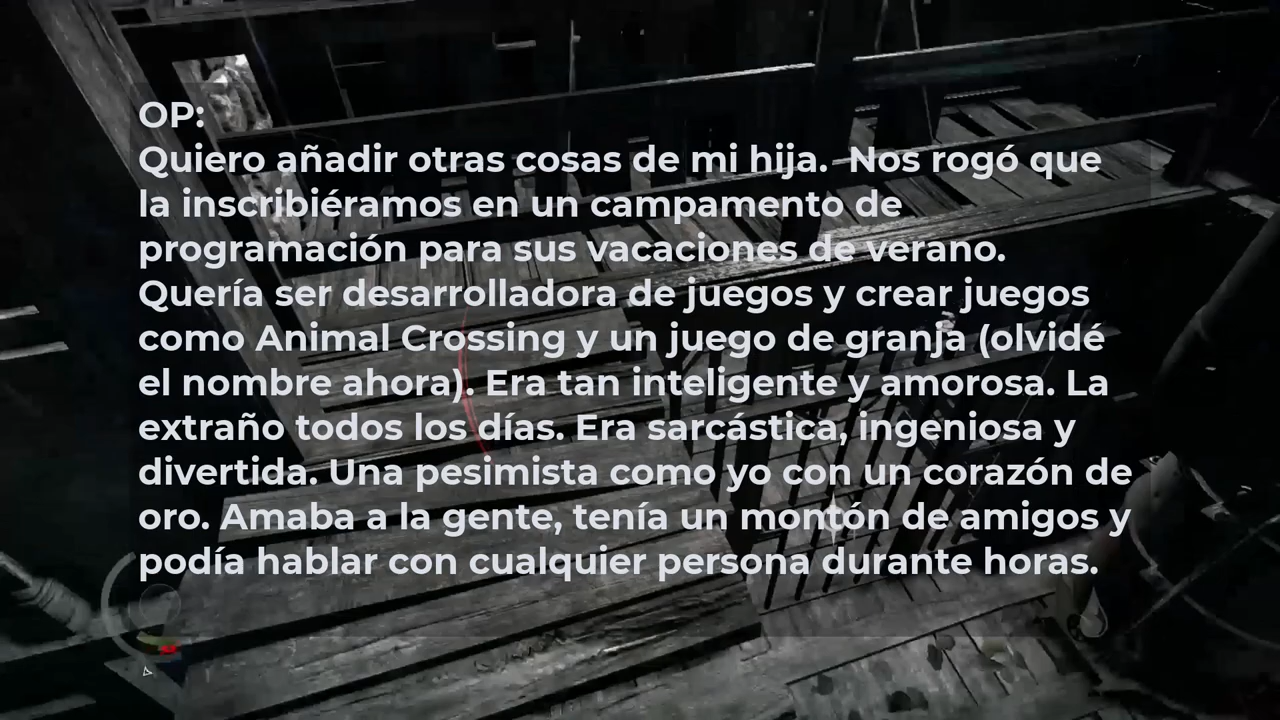 OP:
Quiero añadir otras cosas de mi hija.  Nos rogó que
la inscribiéramos en un campamento de
programación para sus vacaciones de verano.
Quería ser desarrolladora de juegos y crear juegos
como Animal Crossing y un juego de granja (olvidé
el nombre ahora). Era tan inteligente y amorosa. La
extraño todos los días. Era sarcástica, ingeniosa y
divertida. Una pesimista como yo con un corazón de
oro. Amaba a la gente, tenía un montón de amigos y
podía hablar con cualquier persona durante horas.